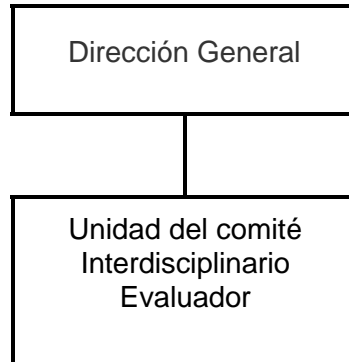 Dirección General
Unidad del comité
Interdisciplinario
Evaluador